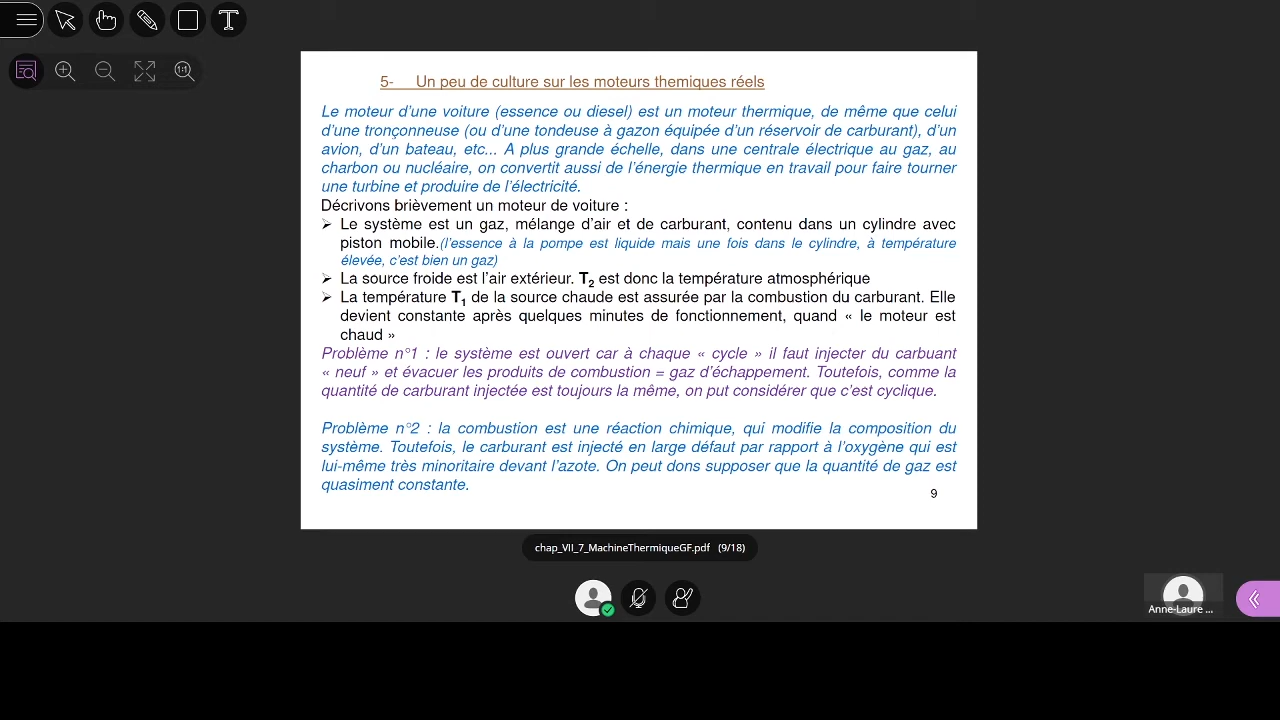 T
1:1
5- Un peu de culture sur les moteurs themiques réels
Le moteur d'une voiture (essence ou diesel) est un moteur thermique, de même que celui
d'une tronçonneuse (ou d'une tondeuse à gazon équipée d'un réservoir de carburant), d'un
avion, d'un bateau, etc... A plus grande échelle, dans une centrale électrique au gaz, au
charbon ou nucléaire, on convertit aussi de l'énergie thermique en travail pour faire tourner
une turbine et produire de l'électricité.
Décrivons brièvement un moteur de voiture :
➢ Le système est un gaz, mélange d'air et de carburant, contenu dans un cylindre avec
piston mobile.(l'essence à la pompe est liquide mais une fois dans le cylindre, à température
élevée, c'est bien un gaz)
➢ La source froide est l'air extérieur. T2 est donc la température atmosphérique
➢ La température T1 de la source chaude est assurée par la combustion du carburant. Elle
devient constante après quelques minutes de fonctionnement, quand « le moteur est
chaud »
Problème n°1 : le système est ouvert car à chaque « cycle » il faut injecter du carbuant
« neuf » et évacuer les produits de combustion = gaz d'échappement. Toutefois, comme la
quantité de carburant injectée est toujours la même, on put considérer que c'est cyclique.
Problème n°2 : la combustion est une réaction chimique, qui modifie la composition du
système. Toutefois, le carburant est injecté en large défaut par rapport à l'oxygène qui est
lui-même très minoritaire devant l'azote. On peut dons supposer que la quantité de gaz est
quasiment constante.
9
chap_VII_7_MachineThermiqueGF.pdf (9/18)
Anne-Laure ...